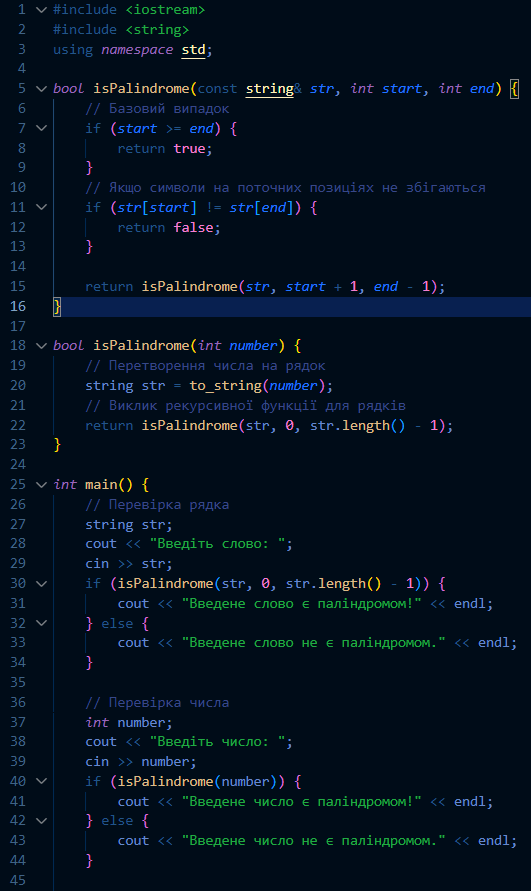 1 #include <iostream>
2 #include <string>
3 using namespace std;
4
5 bool isPalindrome(const string& str, int start, int end) {
6     // Базовий випадок
7     if (start >= end) {
8         return true;
9     }
10     // Якщо символи на поточних позиціях не збігаються
11     if (str[start] != str[end]) {
12         return false;
13     }
14
15     return isPalindrome(str, start + 1, end - 1);
16 }
17
18 bool isPalindrome(int number) {
19     // Перетворення числа на рядок
20     string str = to_string(number);
21     // Виклик рекурсивної функції для рядків
22     return isPalindrome(str, 0, str.length() - 1);
23 }
24
25 int main() {
26     // Перевірка рядка
27     string str;
28     cout << "Введіть слово: ";
29     cin >> str;
30     if (isPalindrome(str, 0, str.length() - 1)) {
31         cout << "Введене слово є паліндромом!" << endl;
32     } else {
33         cout << "Введене слово не є паліндромом." << endl;
34     }
35
36     // Перевірка числа
37     int number;
38     cout << "Введіть число: ";
39     cin >> number;
40     if (isPalindrome(number)) {
41         cout << "Введене число є паліндромом!" << endl;
42     } else {
43         cout << "Введене число не є паліндромом." << endl;
44     }
45